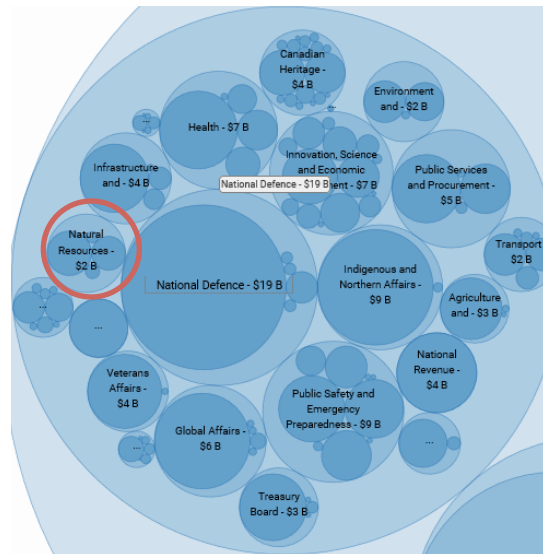 Canadian
Heritage -
$4 B
Environment
and - $2 B
...
Health - $7 B
Innovation, Science
and Economic
ment - $7 B
Infrastructure
and - $4 B
National Defence - $19 B
Public Services
and Procurement -
$5 B
Natural
Resources -
$2 B
Transport
$2 B
National Defence - $19 B
Indigenous and
Northern Affairs -
$9 B
Agriculture
and - $3 B
...
...
National
Revenue -
$4 B
Veterans
Affairs -
$4 B
Public Safety and
Emergency
Preparedness - $9 B
Global Affairs -
$6 B
...
...
Treasury
Board - $3 B